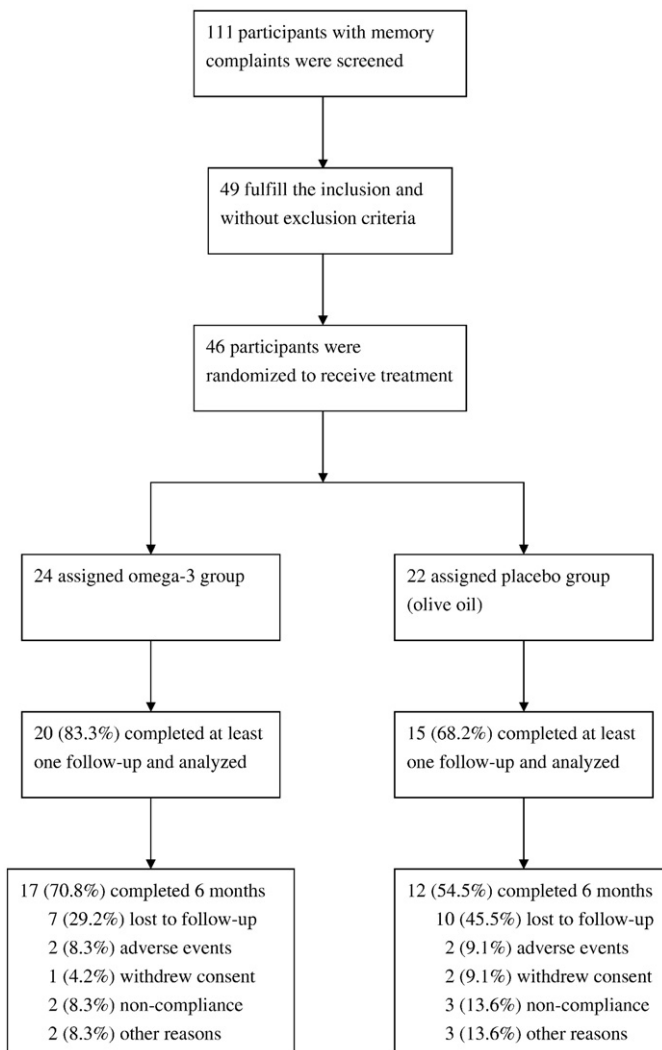 111 participants with memory
complaints were screened
49 fulfill the inclusion and
without exclusion criteria
46 participants were
randomized to receive treatment
24 assigned omega-3 group
22 assigned placebo group
(olive oil)
20 (83.3%) completed at least
one follow-up and analyzed
15 (68.2%) completed at least
one follow-up and analyzed
17 (70.8%) completed 6 months
7 (29.2%) lost to follow-up
2 (8.3%) adverse events
1 (4.2%) withdrew consent
2 (8.3%) non-compliance
2 (8.3%) other reasons
12 (54.5%) completed 6 months
10 (45.5%) lost to follow-up
2 (9.1%) adverse events
2 (9.1%) withdrew consent
3 (13.6%) non-compliance
3 (13.6%) other reasons